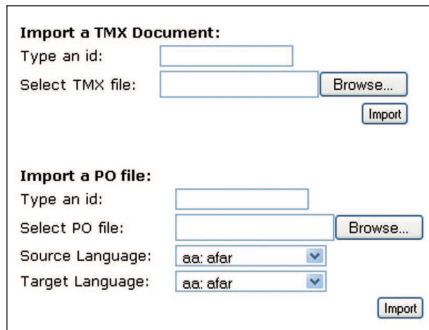 Import a TMX Document:
Type an id:
Select TMX file: Browse...
Import
Import a PO file:
Type an id:
Select PO file: Browse...
Source Language: aa: afar
Target Language: aa: afar
Import